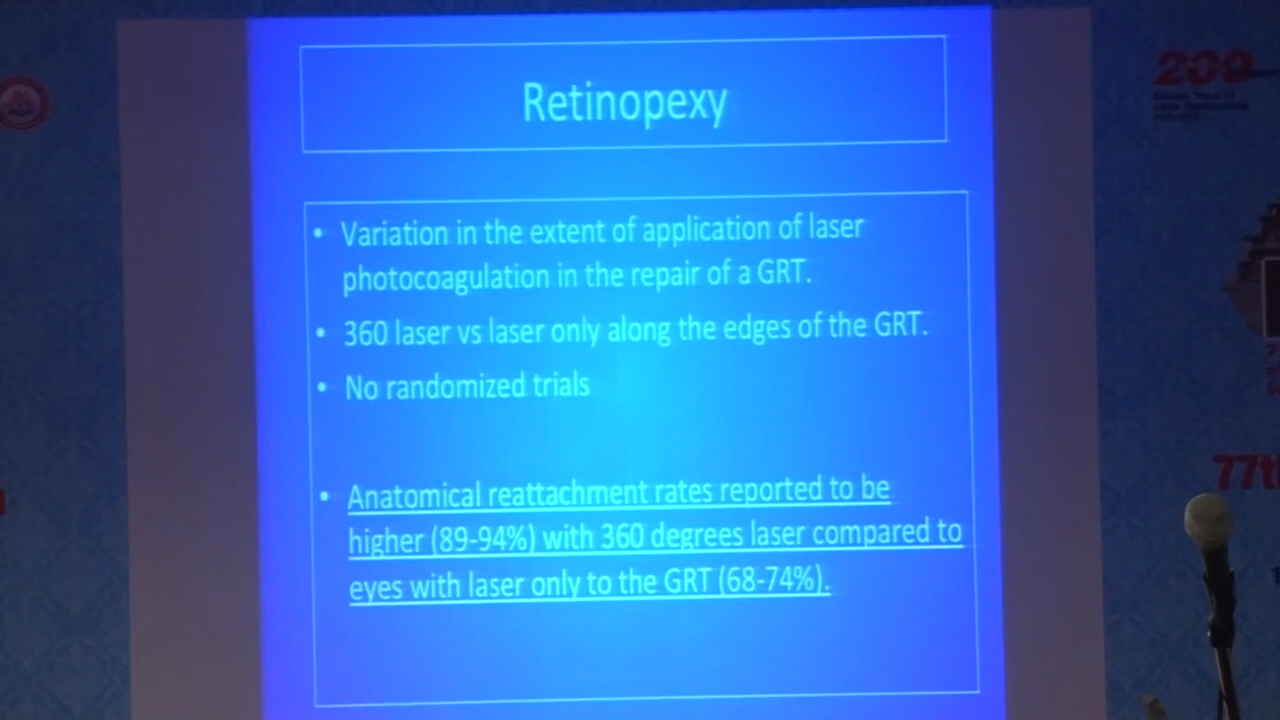 Retinopexy
• Variation in the extent of application of laser
photocoagulation in the repair of a GRT.
• 360 laser vs laser only along the edges of the GRT.
• No randomized trials
• Anatomical reattachment rates reported to be
higher (89-94%) with 360 degrees laser compared to
eyes with laser only to the GRT (68-74%).
200
77t